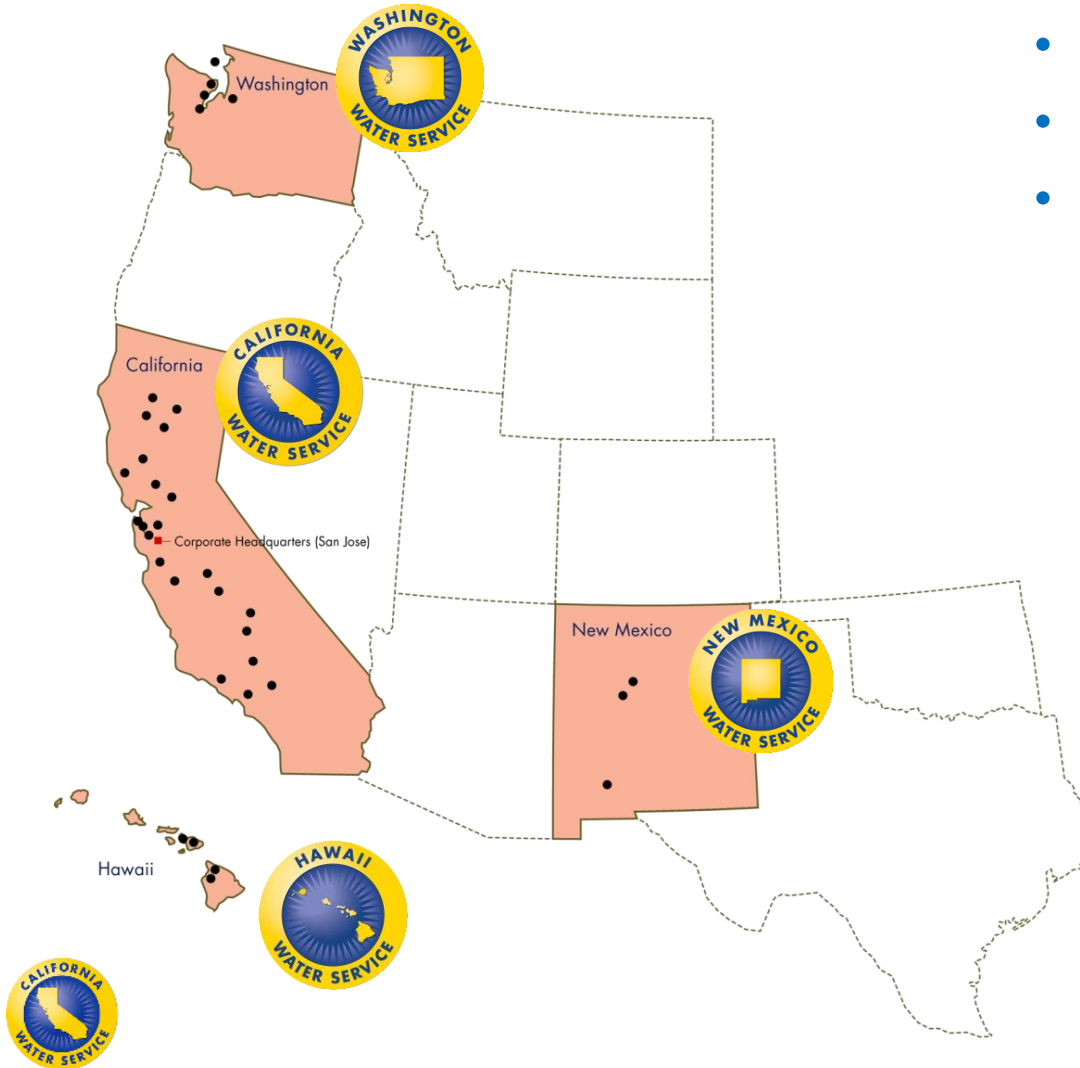 WASHINGTON
WATER SERVICE
Washington
CALIFORNIA
WATER SERVICE
California
Corporate Headquarters (San Jose)
New Mexico
NEW MEXICO
WATER SERVICE
Hawaii
HAWAII
WATER SERVICE
CALIFORNIA
WATER SERVICE